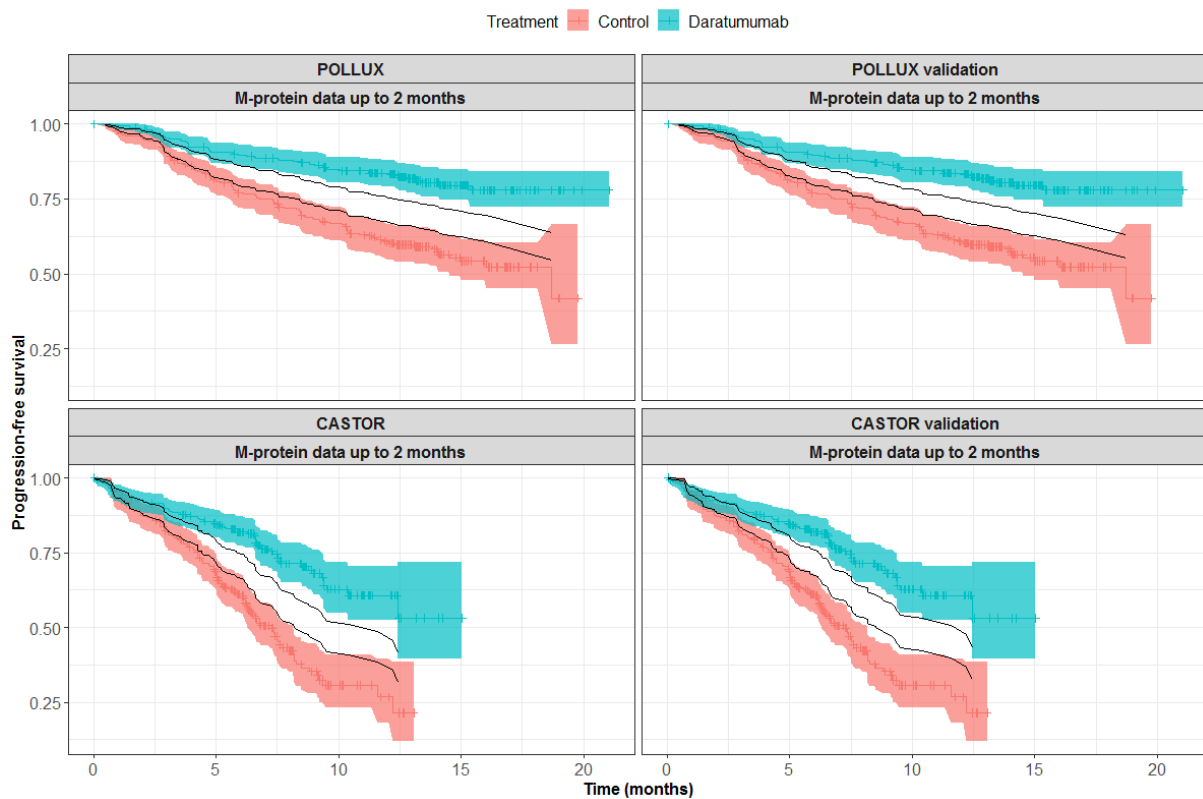 Treatment Control Daratumumab
POLLUX
M-protein data up to 2 months
POLLUX validation
M-protein data up to 2 months
1.00
0.75
0.50
0.25
CASTOR
M-protein data up to 2 months
CASTOR validation
M-protein data up to 2 months
1.00
0.75
0.50
0.25
Progression-free survival
0 5 10 15 20
0 5 10 15 20
Time (months)